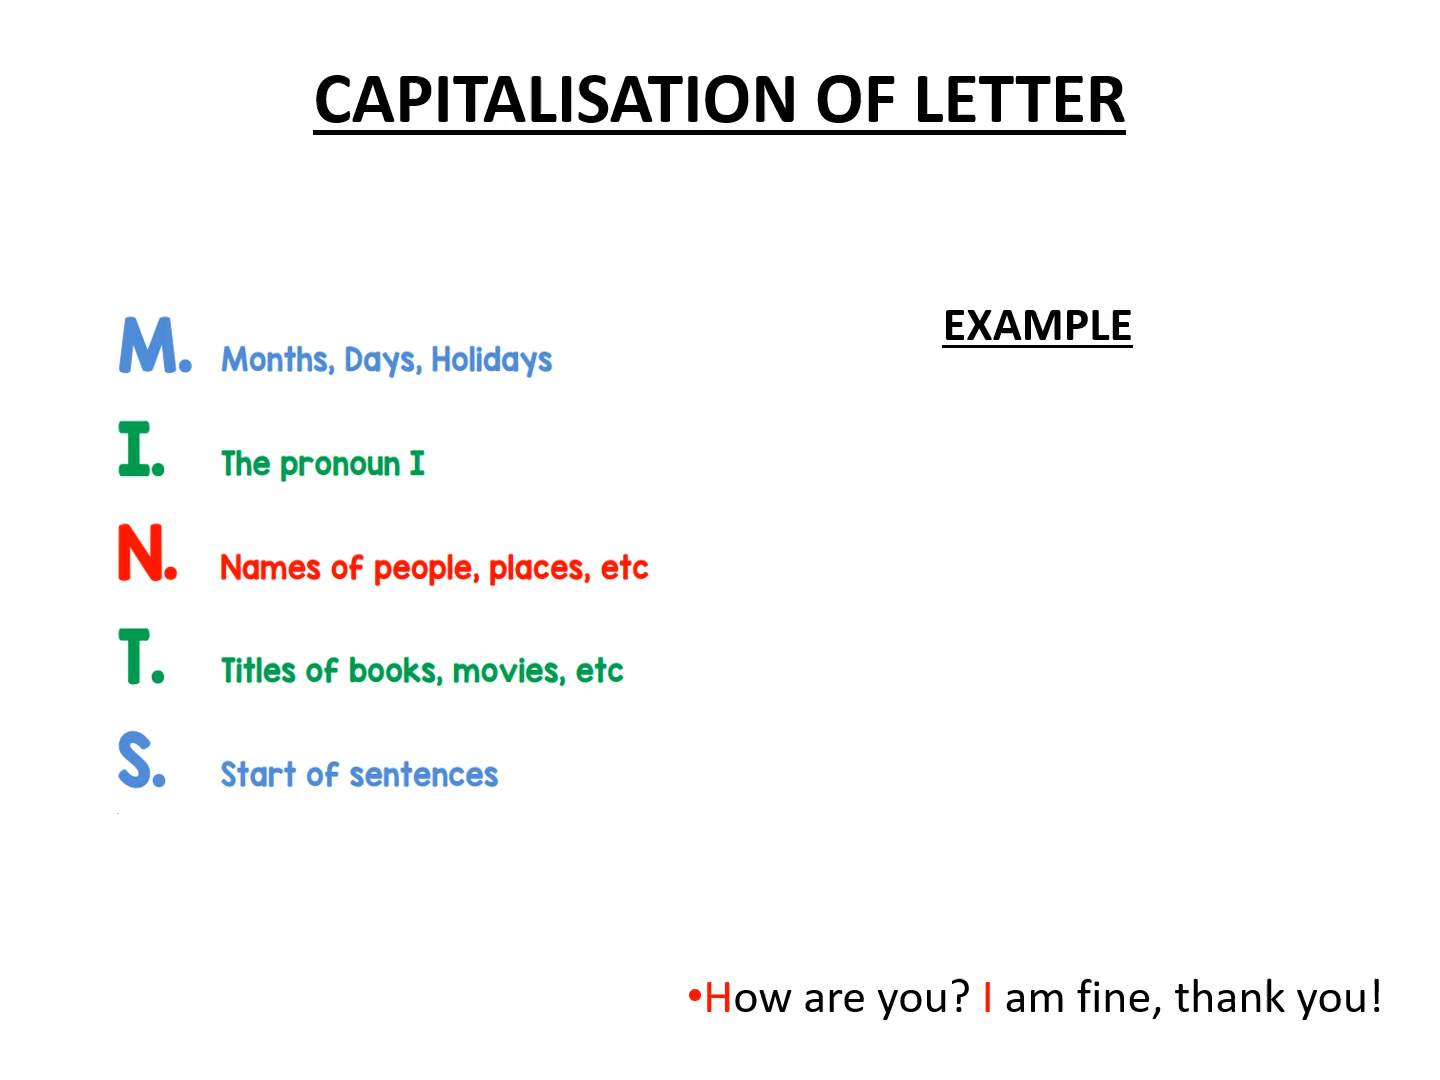 CAPITALISATION OF LETTER
EXAMPLE
M. Months, Days, Holidays
I. The pronoun I
N. Names of people, places, etc
T. Titles of books, movies, etc
S. Start of sentences
•How are you? I am fine, thank you!